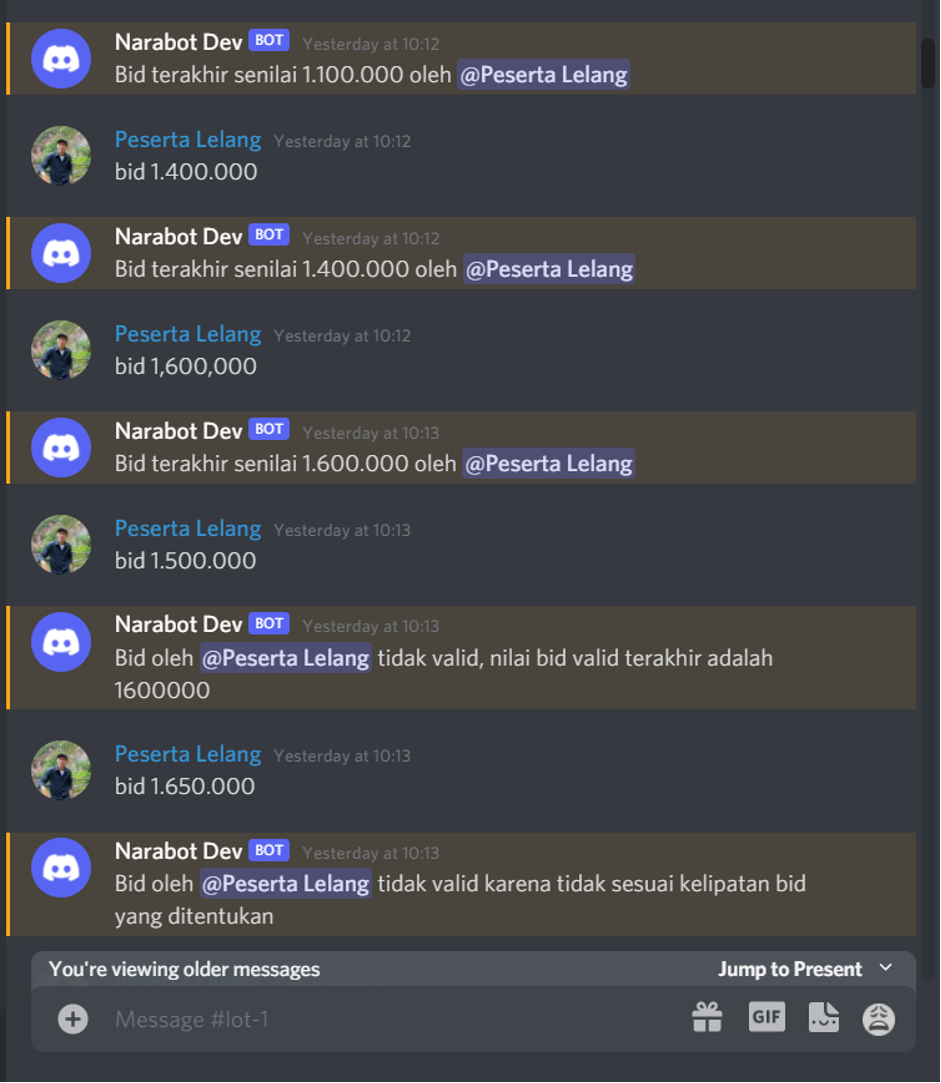 Narabot Dev BOT Yesterday at 10:12
Bid terakhir senilai 1.100.000 oleh @Peserta Lelang
Peserta Lelang Yesterday at 10:12
bid 1.400.000
Narabot Dev BOT Yesterday at 10:12
Bid terakhir senilai 1.400.000 oleh @Peserta Lelang
Peserta Lelang Yesterday at 10:12
bid 1,600,000
Narabot Dev BOT Yesterday at 10:13
Bid terakhir senilai 1.600.000 oleh @Peserta Lelang
Peserta Lelang Yesterday at 10:13
bid 1.500.000
Narabot Dev BOT Yesterday at 10:13
Bid oleh @Peserta Lelang tidak valid, nilai bid valid terakhir adalah
1600000
Peserta Lelang Yesterday at 10:13
bid 1.650.000
Narabot Dev BOT Yesterday at 10:13
Bid oleh @Peserta Lelang tidak valid karena tidak sesuai kelipatan bid
yang ditentukan
You're viewing older messages Jump to Present
Message #lot-1 GIF